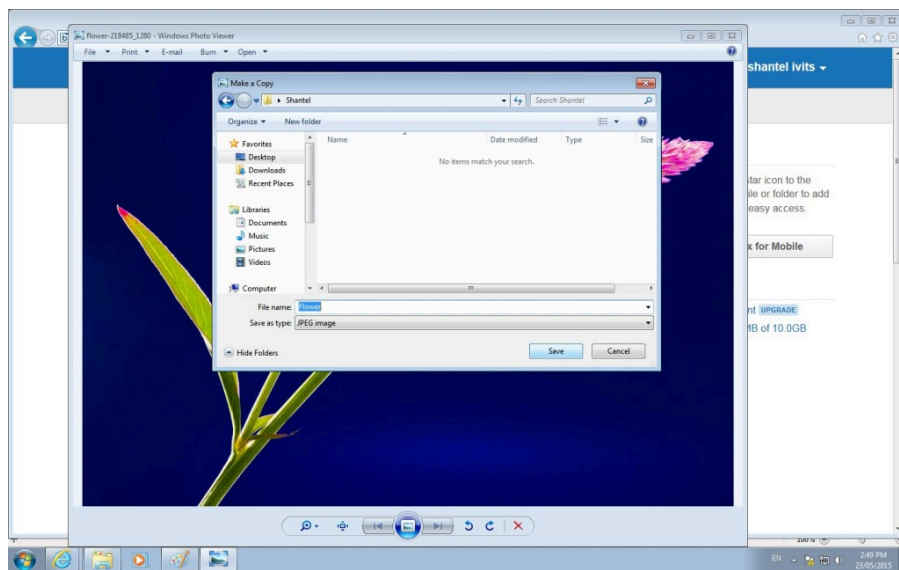 flower-218485_1280 - Windows Photo Viewer
File Print E-mail Burn Open
shantel ivits
Make a Copy
Shantel
Search Shantel
Organize New folder
Favorites
Desktop
Downloads
Recent Places
Libraries
Documents
Music
Pictures
Videos
Computer
Name Date modified Type Size
No items match your search.
star icon to the
file or folder to add
easy access.
x for Mobile
nt UPGRADE
MB of 10.0GB
File name: Flower
Save as type: JPEG image
Hide Folders
Save Cancel
100%
EN
2:49 PM
23/05/2015